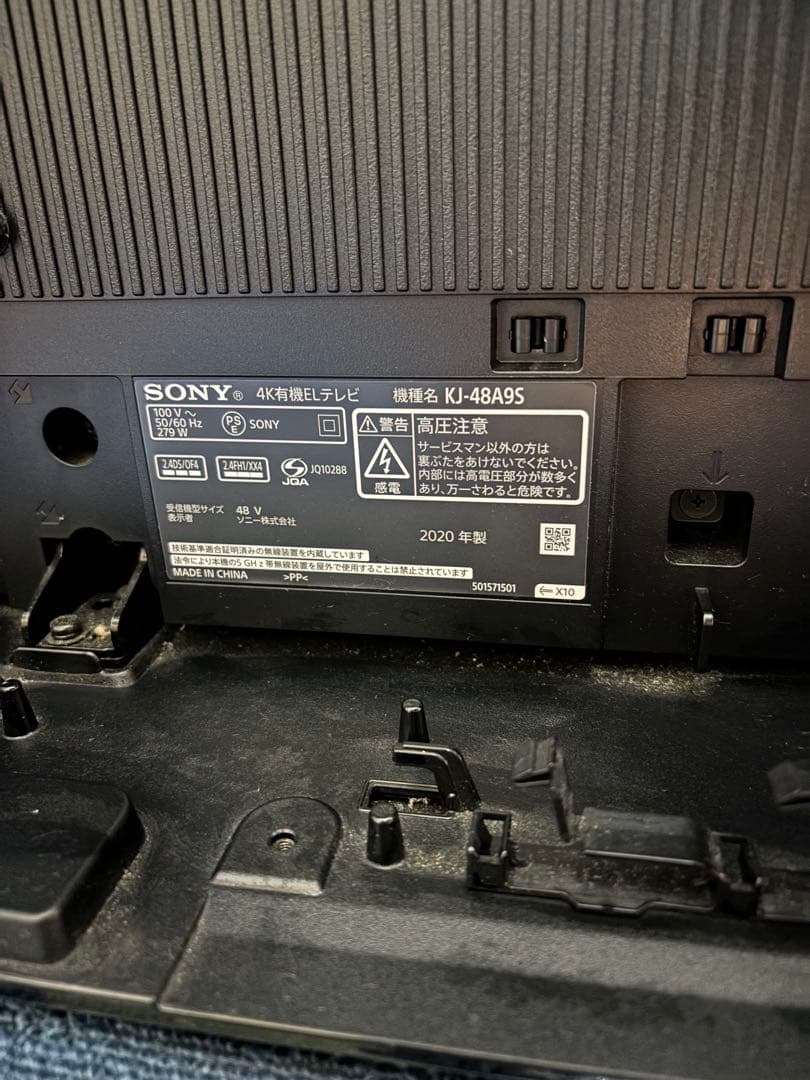 SONY® 4K有機ELテレビ 機種名 KJ-48A9S
100 V～
50/60 Hz
279 W
PS
E
SONY
⚠警告 高圧注意
サービスマン以外の方は
裏ぶたをあけないでください。
内部には高電圧部分が数多く
あり、万一さわると危険です。
感電
2.4DS/OF4
2.4FH1/XX4
JQA
JQ10288
受信機型サイズ 48 V
表示者 ソニー株式会社
2020 年製
技術基準適合証明済みの無線装置を内蔵しています
法令により本機の5 GHz帯無線装置を屋外で使用することは禁止されています
MADE IN CHINA >PP<
501571501
X10